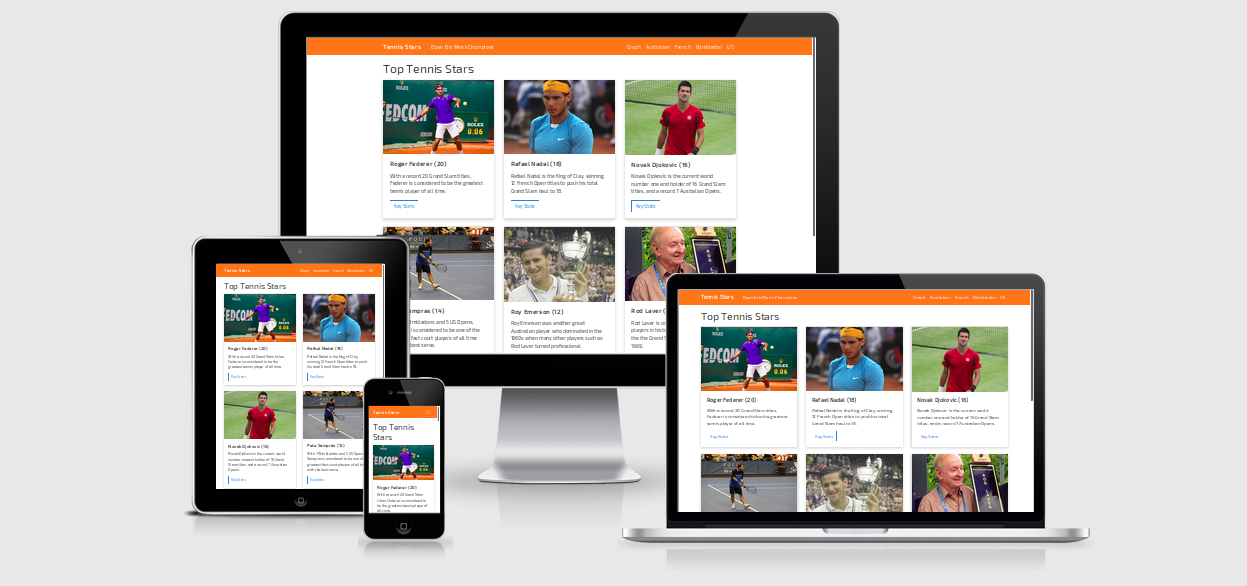 Tennis Stars Open Era Men's Champions Graph Australian French Wimbledon US
Top Tennis Stars
ROLEX
FEDCOM
ROLEX
0.06
Roger Federer (20)
With a record 20 Grand Slam titles,
Federer is considered to be the greatest
tennis player of all time.
Key Stats
Rafael Nadal (18)
Rafael Nadal is the King of Clay, winning
12 French Open titles to push his total
Grand Slam haul to 18.
Key Stats
Novak Djokovic (16)
Novak Djokovic is the current world
number one and holder of 16 Grand Slam
titles, and a record 7 Australian Opens.
Key Stats
ampras (14)
mbledons and 5 US Opens,
is considered to be one of the
fast court players of all time
and serve.
Roy Emerson (12)
Roy Emerson was another great
Australian player who dominated in the
1960s when many other players such as
Rod Laver turned professional.
ROD L
Rod Laver (
Rod Laver is
players in histo
the the Grand S
1969.
Tennis Stars Graph Australian French Wimbledon US
Top Tennis Stars
Roger Federer (20)
With a record 20 Grand Slam titles,
Federer is considered to be the
greatest tennis player of all time.
Key Stats
Rafael Nadal (18)
Rafael Nadal is the King of Clay,
winning 12 French Open titles to push
his total Grand Slam haul to 18.
Key Stats
Novak Djokovic (16)
Novak Djokovic is the current world
number one and holder of 16 Grand
Slam titles, and a record 7 Australian
Opens.
Key Stats
Pete Sampras (14)
With 7 Wimbledons and 5 US Opens,
Sampras is considered to be one of the
greatest fast court players of all time
with the best serve.
Key Stats
Tennis Stars
Top Tennis
Stars
Roger Federer (20)
With a record 20 Grand Slam
titles, Federer is considered to
be the greatest tennis player of
all time.
Tennis Stars Open Era Men's Champions Graph Australian French Wimbledon US
Top Tennis Stars
EDCOM
ROLEX
0.06
Roger Federer (20)
With a record 20 Grand Slam titles,
Federer is considered to be the greatest
tennis player of all time.
Key Stats
Rafael Nadal (18)
Rafael Nadal is the King of Clay, winning
12 French Open titles to push his total
Grand Slam haul to 18.
Key Stats
Novak Djokovic (16)
Novak Djokovic is the current world
number one and holder of 16 Grand Slam
titles, and a record 7 Australian Opens.
Key Stats